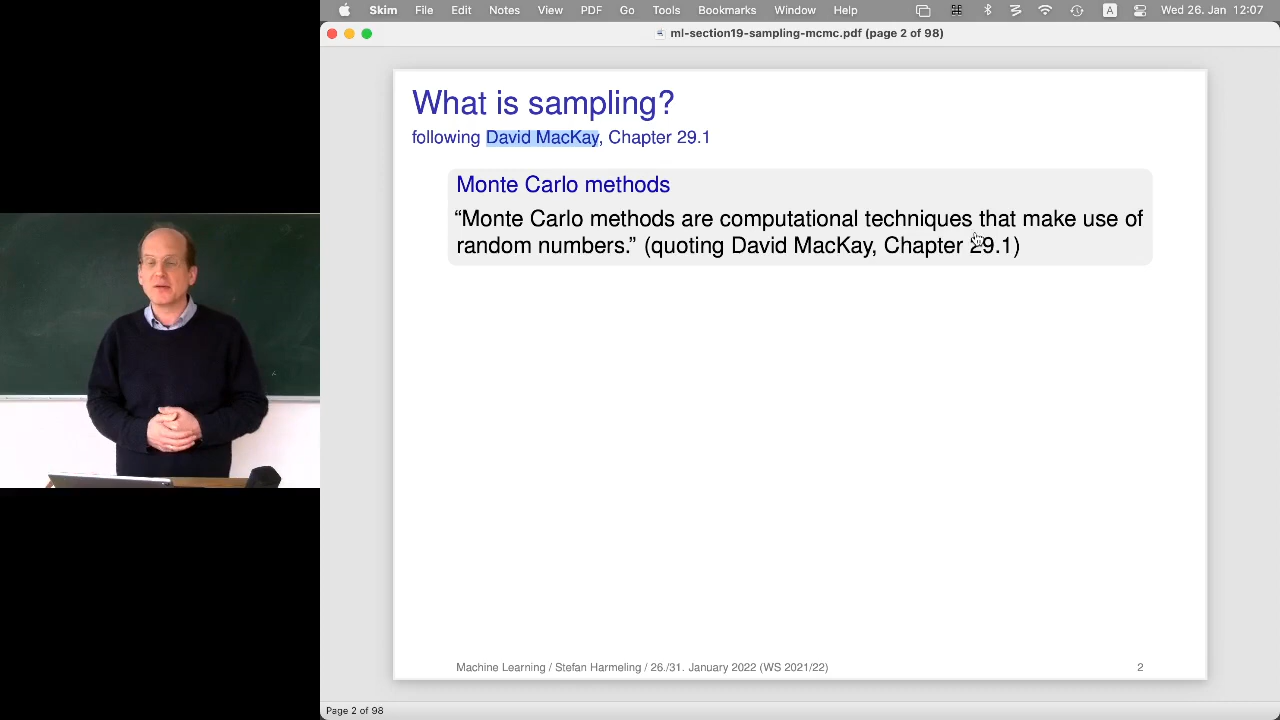 Skim File Edit Notes View PDF Go Tools Bookmarks Window Help A Wed 26. Jan 12:07
ml-section19-sampling-mcmc.pdf (page 2 of 98)
What is sampling?
following David MacKay, Chapter 29.1
Monte Carlo methods
“Monte Carlo methods are computational techniques that make use of
random numbers.” (quoting David MacKay, Chapter 29.1)
Machine Learning / Stefan Harmeling / 26./31. January 2022 (WS 2021/22) 2
Page 2 of 98